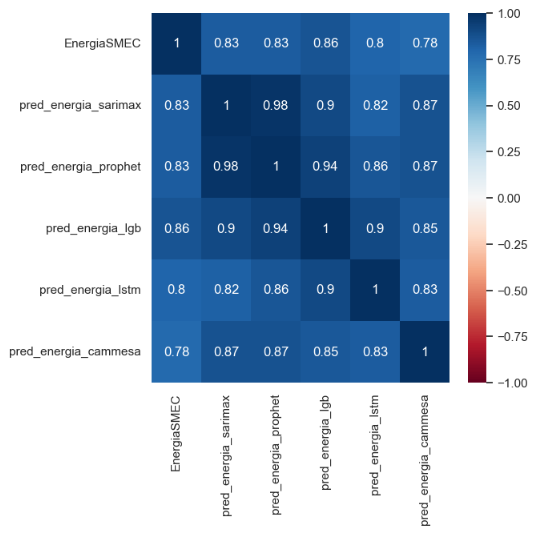 EnergiaSMEC 1 0.83 0.83 0.86 0.8 0.78
pred_energia_sarimax 0.83 1 0.98 0.9 0.82 0.87
pred_energia_prophet 0.83 0.98 1 0.94 0.86 0.87
pred_energia_lgb 0.86 0.9 0.94 1 0.9 0.85
pred_energia_lstm 0.8 0.82 0.86 0.9 1 0.83
pred_energia_cammesa 0.78 0.87 0.87 0.85 0.83 1
EnergiaSMEC
pred_energia_sarimax
pred_energia_prophet
pred_energia_lgb
pred_energia_lstm
pred_energia_cammesa
1.00
0.75
0.50
0.25
0.00
−0.25
−0.50
−0.75
−1.00